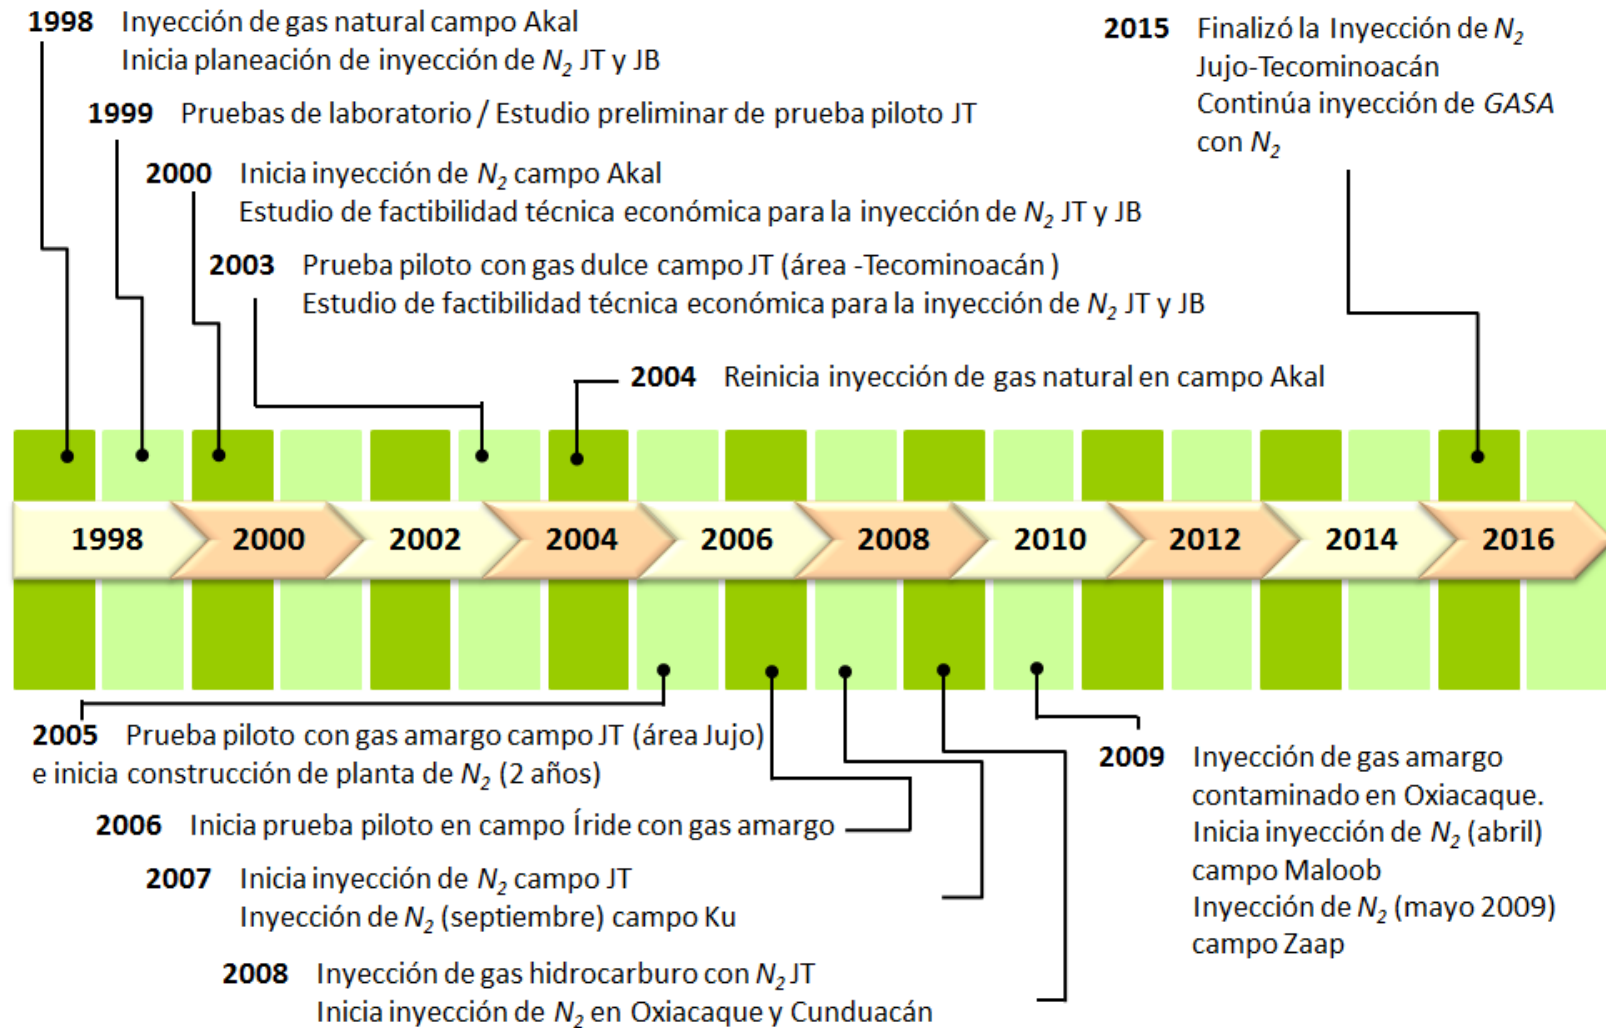 1998 Inyección de gas natural campo Akal
Inicia planeación de inyección de N2 JT y JB
1999 Pruebas de laboratorio / Estudio preliminar de prueba piloto JT
2000 Inicia inyección de N2 campo Akal
Estudio de factibilidad técnica económica para la inyección de N2 JT y JB
2003 Prueba piloto con gas dulce campo JT (área -Tecominoacán )
Estudio de factibilidad técnica económica para la inyección de N2 JT y JB
2004 Reinicia inyección de gas natural en campo Akal
2015 Finalizó la Inyección de N2
Jujo-Tecominoacán
Continúa inyección de GASA
con N2
1998 2000 2002 2004 2006 2008 2010 2012 2014 2016
2005 Prueba piloto con gas amargo campo JT (área Jujo)
e inicia construcción de planta de N2 (2 años)
2006 Inicia prueba piloto en campo Íride con gas amargo
2007 Inicia inyección de N2 campo JT
Inyección de N2 (septiembre) campo Ku
2008 Inyección de gas hidrocarburo con N2 JT
Inicia inyección de N2 en Oxiacaque y Cunduacán
2009 Inyección de gas amargo
contaminado en Oxiacaque.
Inicia inyección de N2 (abril)
campo Maloob
Inyección de N2 (mayo 2009)
campo Zaap